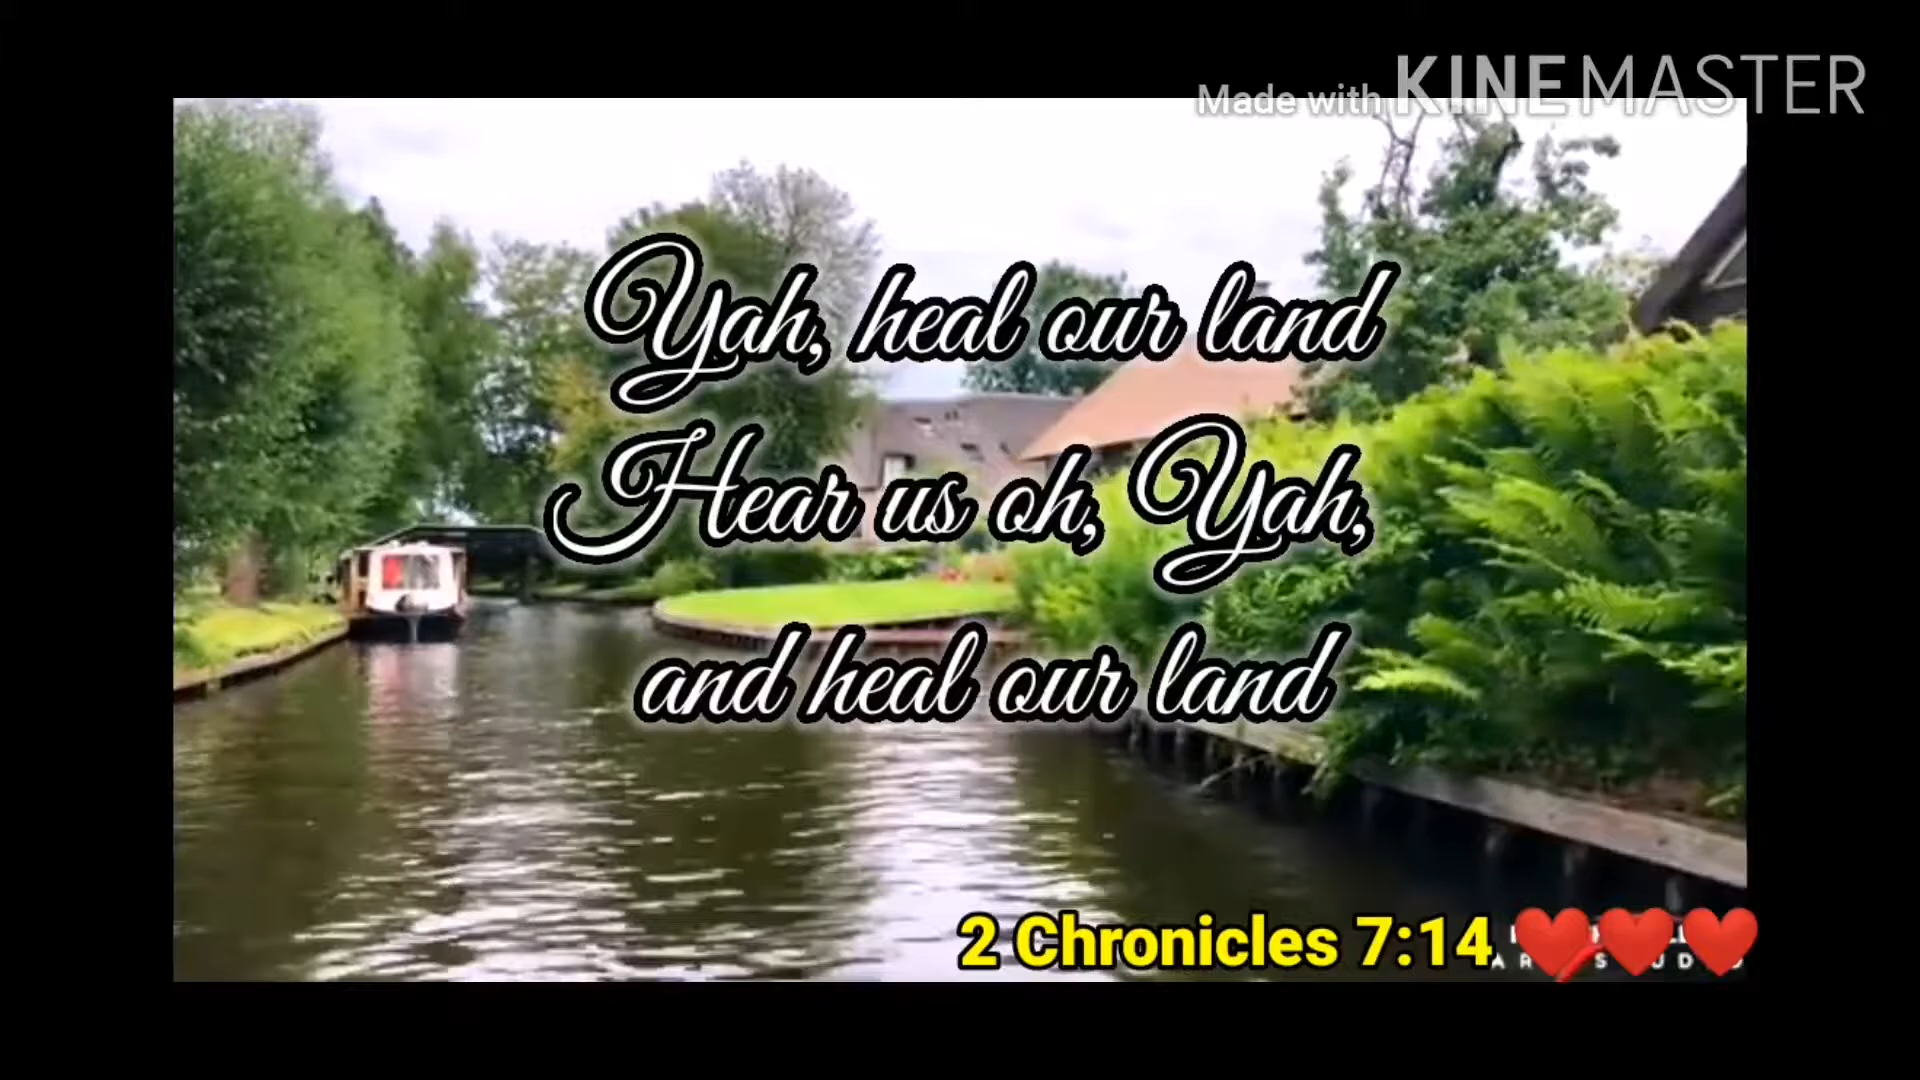 Made with KINEMASTER
Yah, heal our land
Hear us oh, Yah,
and heal our land
2 Chronicles 7:14 ❤❤❤